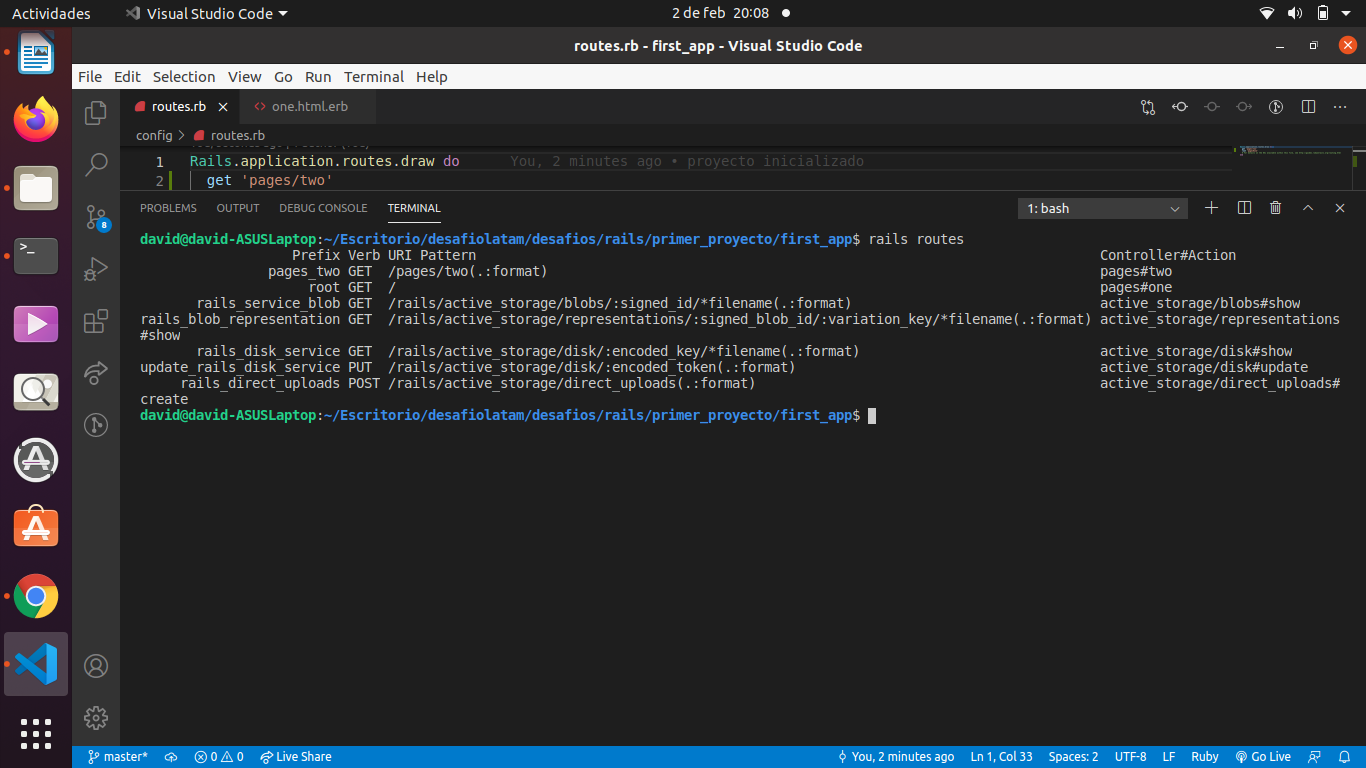 Actividades
Visual Studio Code
2 de feb 20:08
routes.rb - first_app - Visual Studio Code
File Edit Selection View Go Run Terminal Help
routes.rb
one.html.erb
config > routes.rb
1 Rails.application.routes.draw do You, 2 minutes ago • proyecto inicializado
2 get 'pages/two'
PROBLEMS OUTPUT DEBUG CONSOLE TERMINAL
1: bash
david@david-ASUSLaptop:~/Escritorio/desafiolatam/desafios/rails/primer_proyecto/first_app$ rails routes
Prefix Verb URI Pattern Controller#Action
pages_two GET /pages/two(.:format) pages#two
root GET / pages#one
rails_service_blob GET /rails/active_storage/blobs/:signed_id/*filename(.:format) active_storage/blobs#show
rails_blob_representation GET /rails/active_storage/representations/:signed_blob_id/:variation_key/*filename(.:format) active_storage/representations
#show
rails_disk_service GET /rails/active_storage/disk/:encoded_key/*filename(.:format) active_storage/disk#show
update_rails_disk_service PUT /rails/active_storage/disk/:encoded_token(.:format) active_storage/disk#update
rails_direct_uploads POST /rails/active_storage/direct_uploads(.:format) active_storage/direct_uploads#
create
david@david-ASUSLaptop:~/Escritorio/desafiolatam/desafios/rails/primer_proyecto/first_app$
8
master* 0 0 Live Share You, 2 minutes ago Ln 1, Col 33 Spaces: 2 UTF-8 LF Ruby Go Live